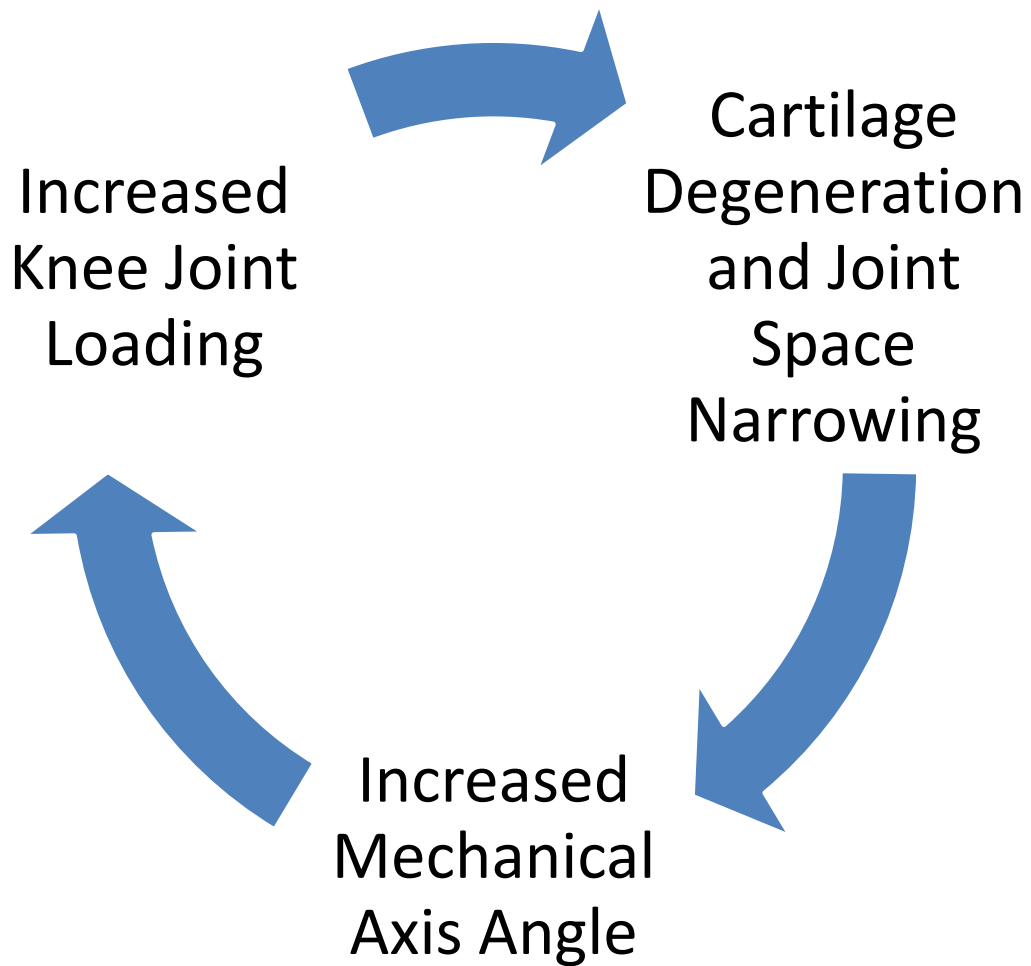 Increased
Knee Joint
Loading
Cartilage
Degeneration
and Joint
Space
Narrowing
Increased
Mechanical
Axis Angle